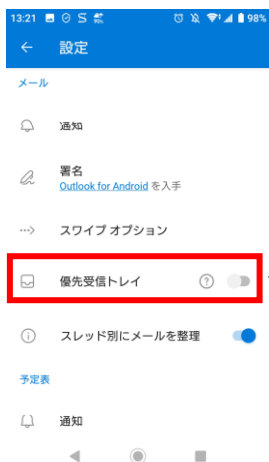 13:21 98%
設定
メール
通知
署名
Outlook for Android を入手
スワイプ オプション
優先受信トレイ ?
スレッド別にメールを整理
予定表
通知